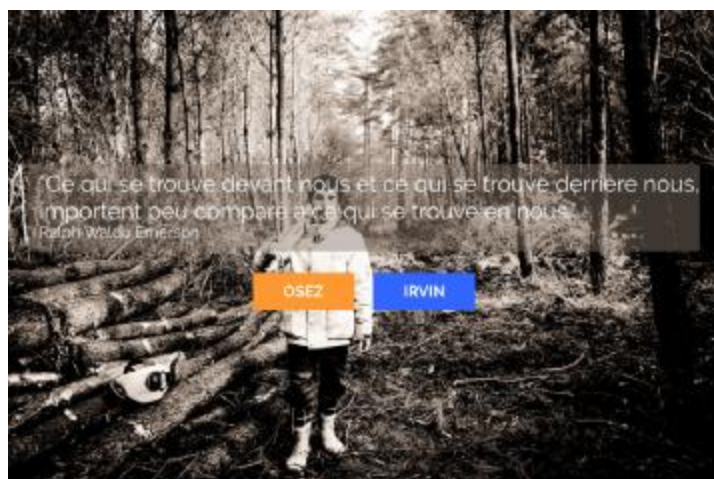 "Ce qui se trouve devant nous et ce qui se trouve derrière nous,
importent peu comparé à ce qui se trouve en nous."
Ralph Waldo Emerson
OSEZ
IRVIN